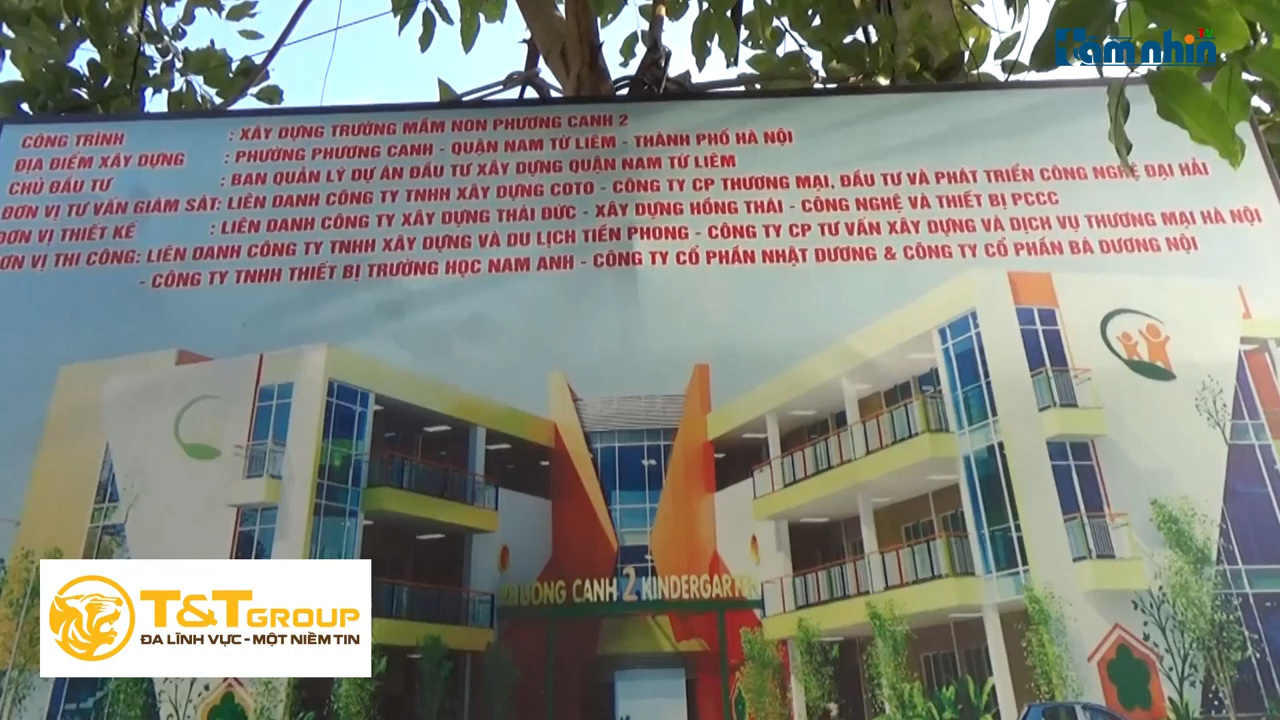 Tầm nhìn TV
CÔNG TRÌNH : XÂY DỰNG TRƯỜNG MẦM NON PHƯƠNG CANH 2
ĐỊA ĐIỂM XÂY DỰNG : PHƯỜNG PHƯƠNG CANH - QUẬN NAM TỪ LIÊM - THÀNH PHỐ HÀ NỘI
CHỦ ĐẦU TƯ : BAN QUẢN LÝ DỰ ÁN ĐẦU TƯ XÂY DỰNG QUẬN NAM TỪ LIÊM
ĐƠN VỊ TƯ VẤN GIÁM SÁT: LIÊN DANH CÔNG TY TNHH XÂY DỰNG COTO - CÔNG TY CP THƯƠNG MẠI, ĐẦU TƯ VÀ PHÁT TRIỂN CÔNG NGHỆ ĐẠI HẢI
ĐƠN VỊ THIẾT KẾ : LIÊN DANH CÔNG TY XÂY DỰNG THÁI ĐỨC - XÂY DỰNG HỒNG THÁI - CÔNG NGHỆ VÀ THIẾT BỊ PCCC
ƠN VỊ THI CÔNG: LIÊN DANH CÔNG TY TNHH XÂY DỰNG VÀ DU LỊCH TIỀN PHONG - CÔNG TY CP TƯ VẤN XÂY DỰNG VÀ DỊCH VỤ THƯƠNG MẠI HÀ NỘI
- CÔNG TY TNHH THIẾT BỊ TRƯỜNG HỌC NAM ANH - CÔNG TY CỔ PHẦN NHẬT DƯƠNG & CÔNG TY CỔ PHẦN BÁ DƯƠNG NỘI
HUONG CANH 2 KINDERGARTEN
T&T GROUP
ĐA LĨNH VỰC - MỘT NIỀM TIN